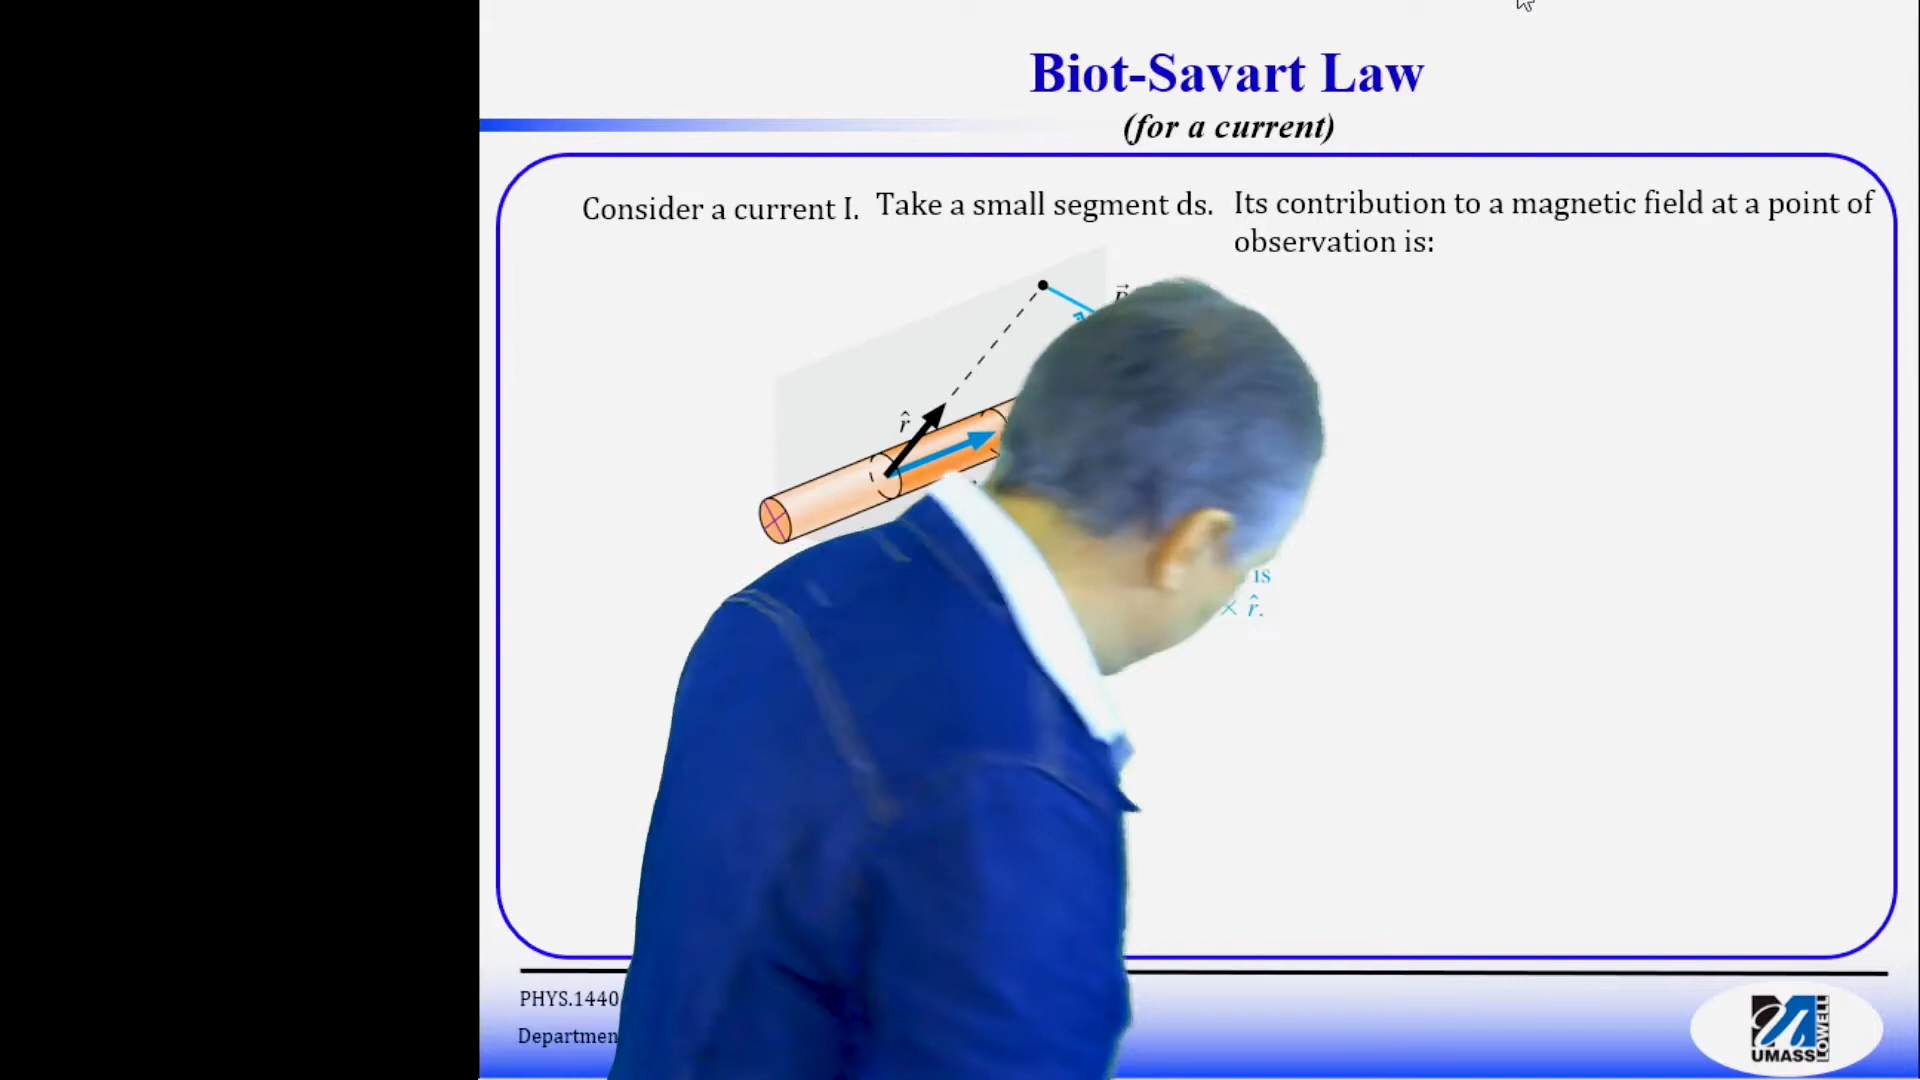 Biot-Savart Law
(for a current)
Consider a current I. Take a small segment ds. Its contribution to a magnetic field at a point of
observation is:
r̂
is
× r̂.
PHYS.1440
UMASS
LOWELL